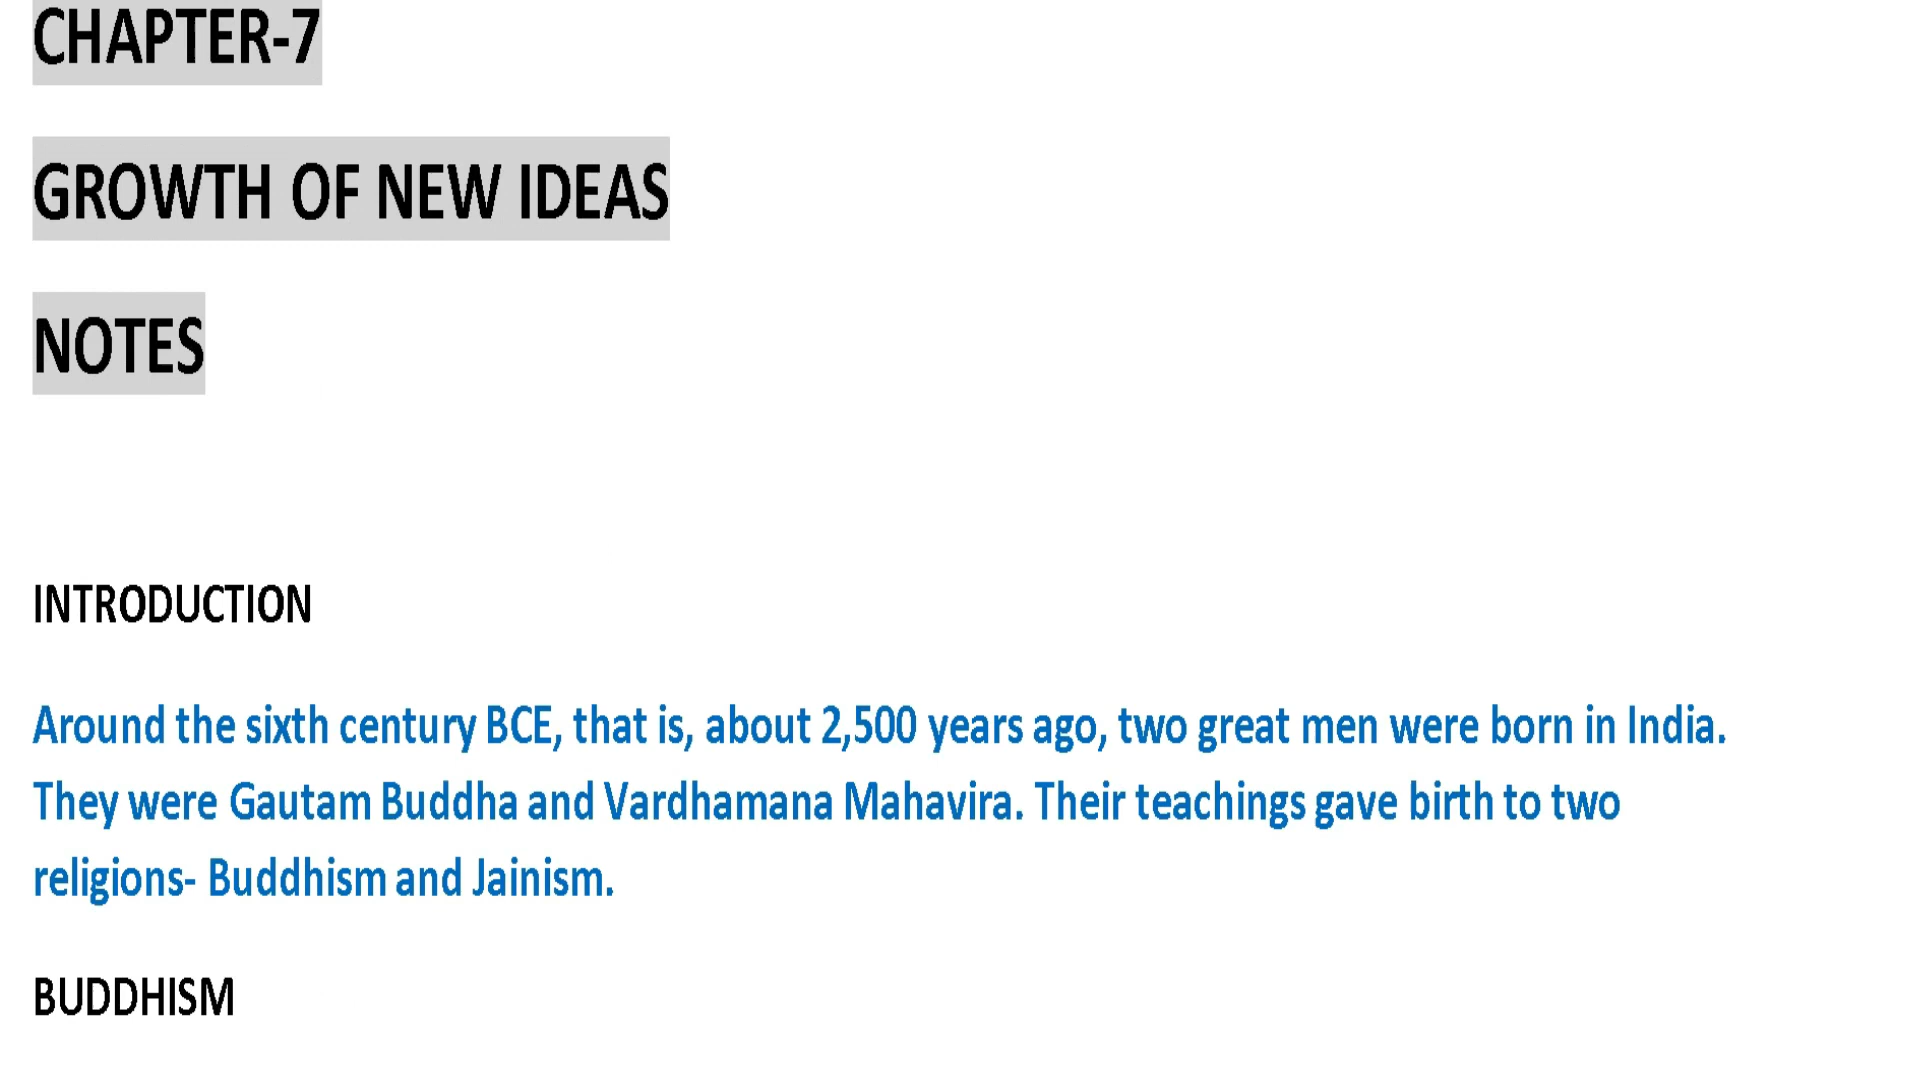 CHAPTER-7
GROWTH OF NEW IDEAS
NOTES
INTRODUCTION
Around the sixth century BCE, that is, about 2,500 years ago, two great men were born in India.
They were Gautam Buddha and Vardhamana Mahavira. Their teachings gave birth to two
religions- Buddhism and Jainism.
BUDDHISM